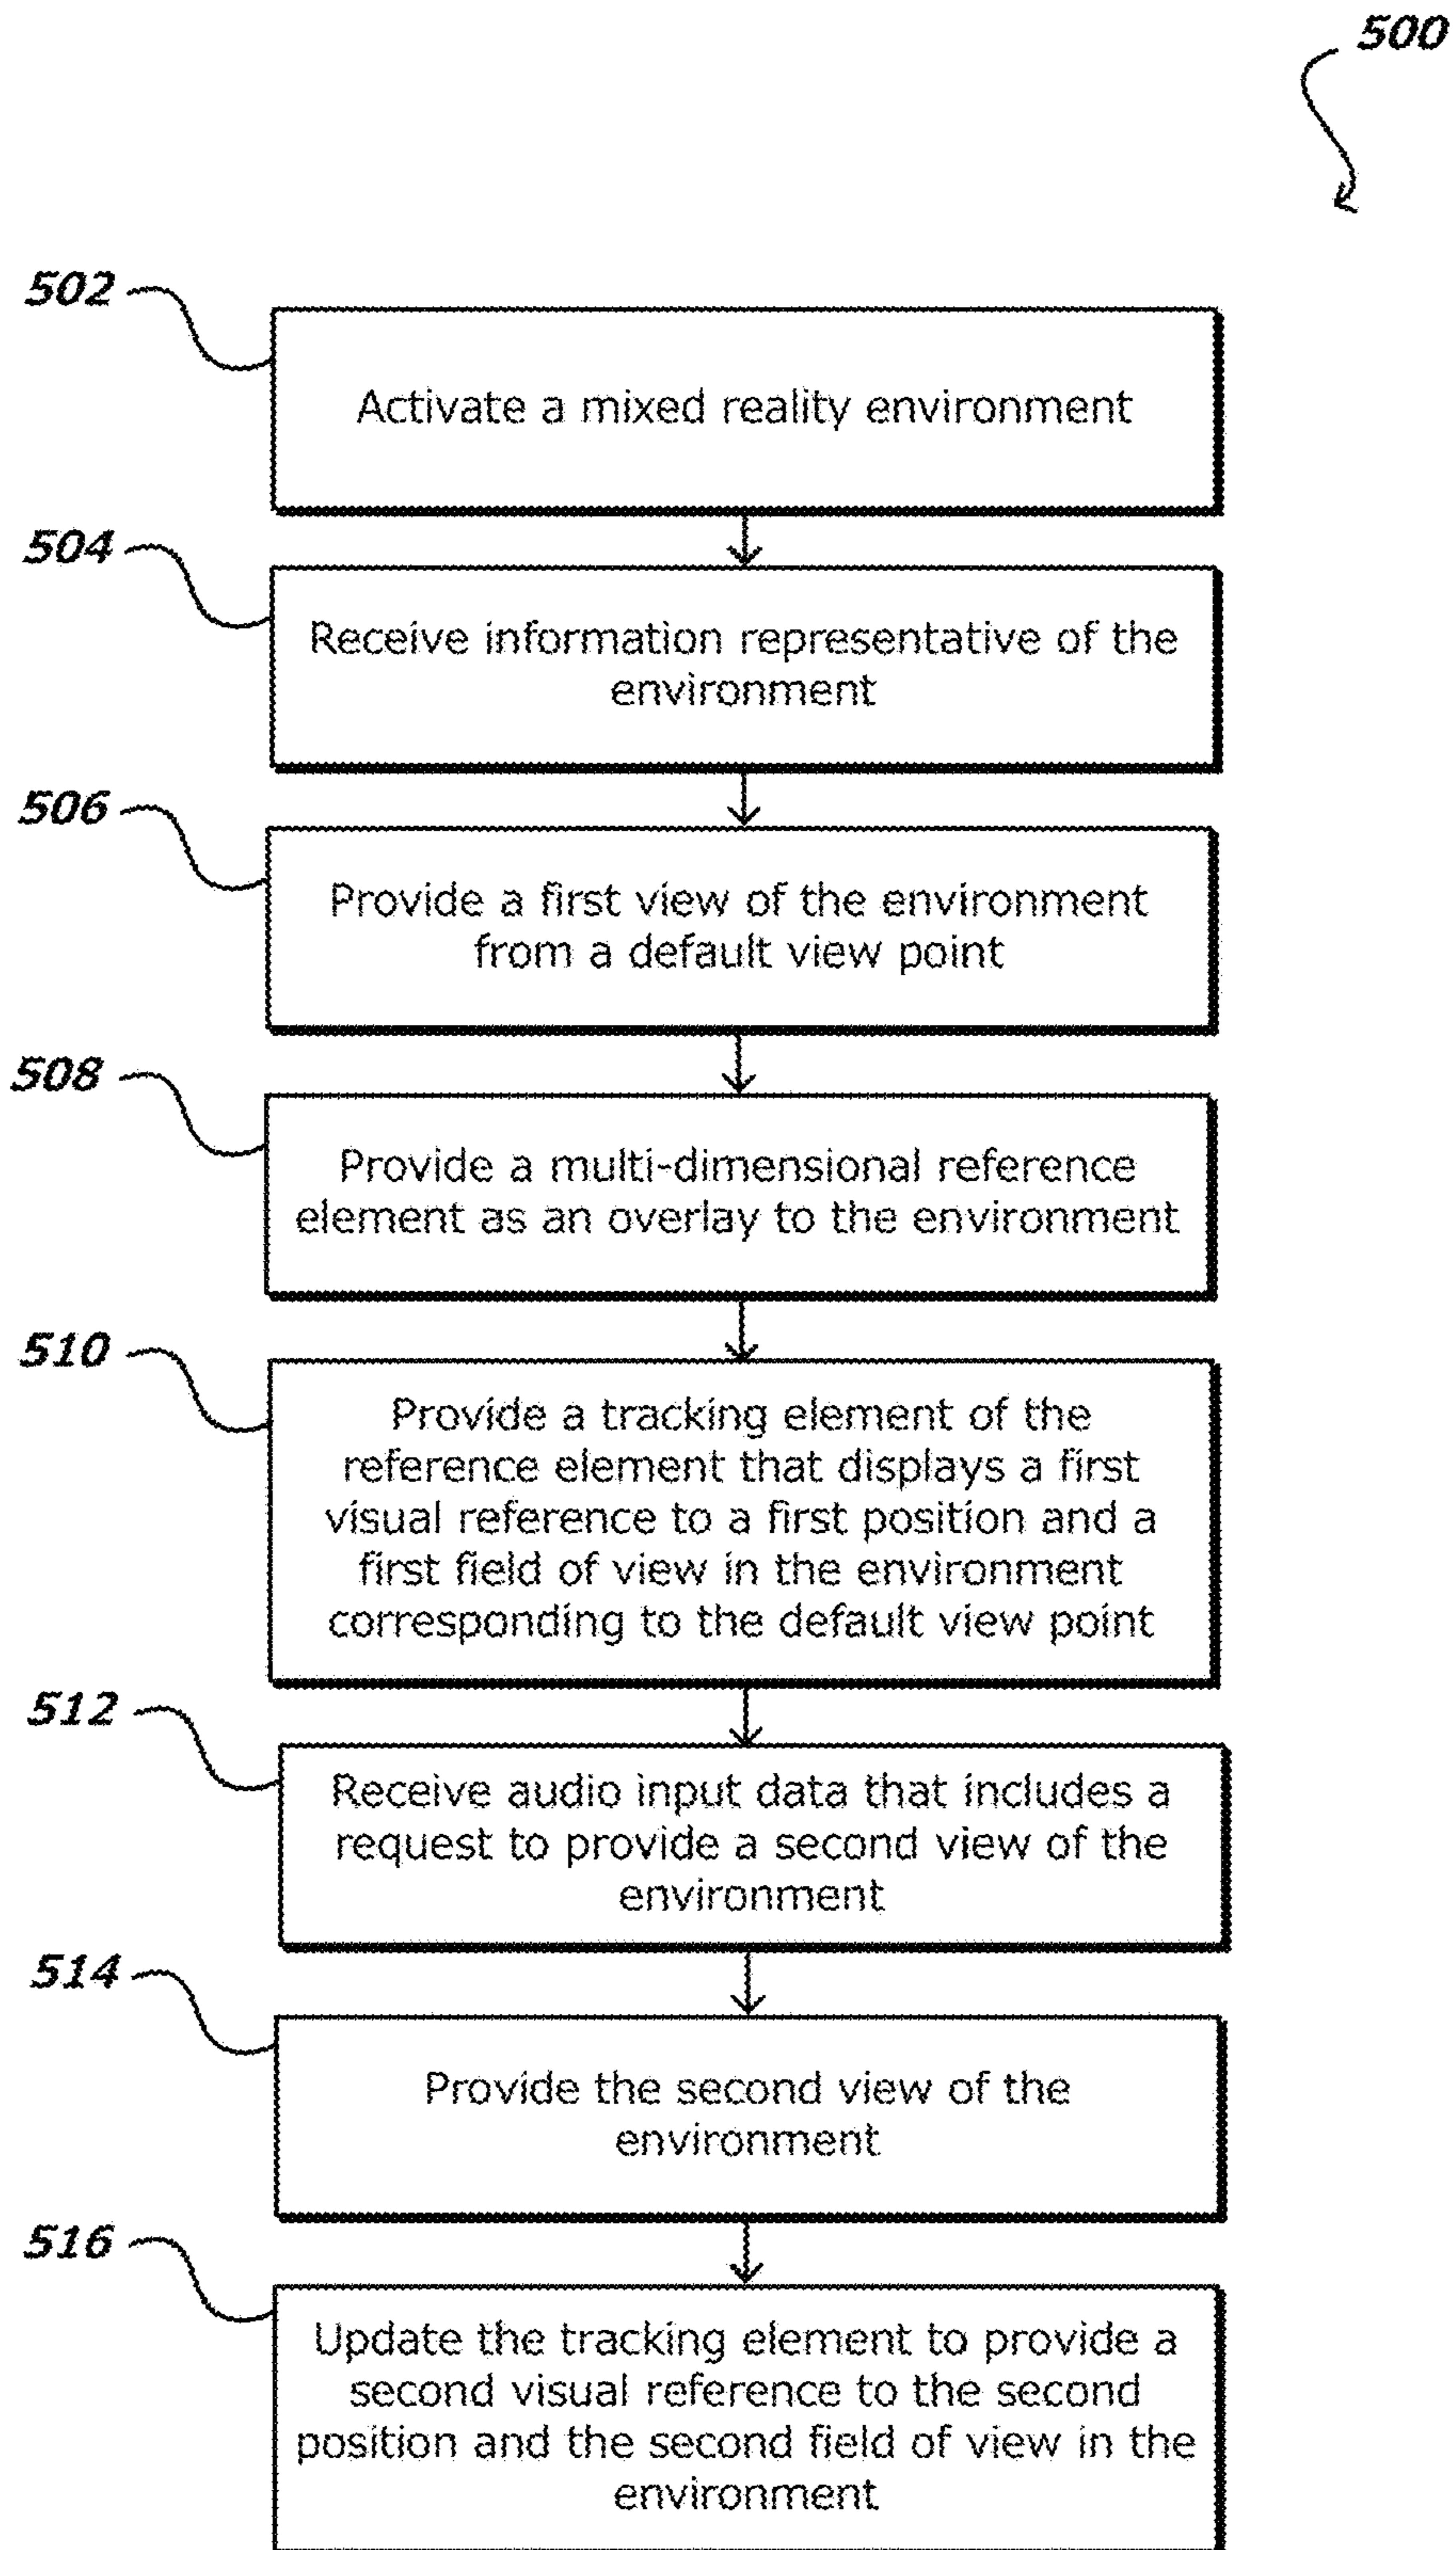 500
502
Activate a mixed reality environment
504
Receive information representative of the
environment
506
Provide a first view of the environment
from a default view point
508
Provide a multi-dimensional reference
element as an overlay to the environment
510
Provide a tracking element of the
reference element that displays a first
visual reference to a first position and a
first field of view in the environment
corresponding to the default view point
512
Receive audio input data that includes a
request to provide a second view of the
environment
514
Provide the second view of the
environment
516
Update the tracking element to provide a
second visual reference to the second
position and the second field of view in the
environment